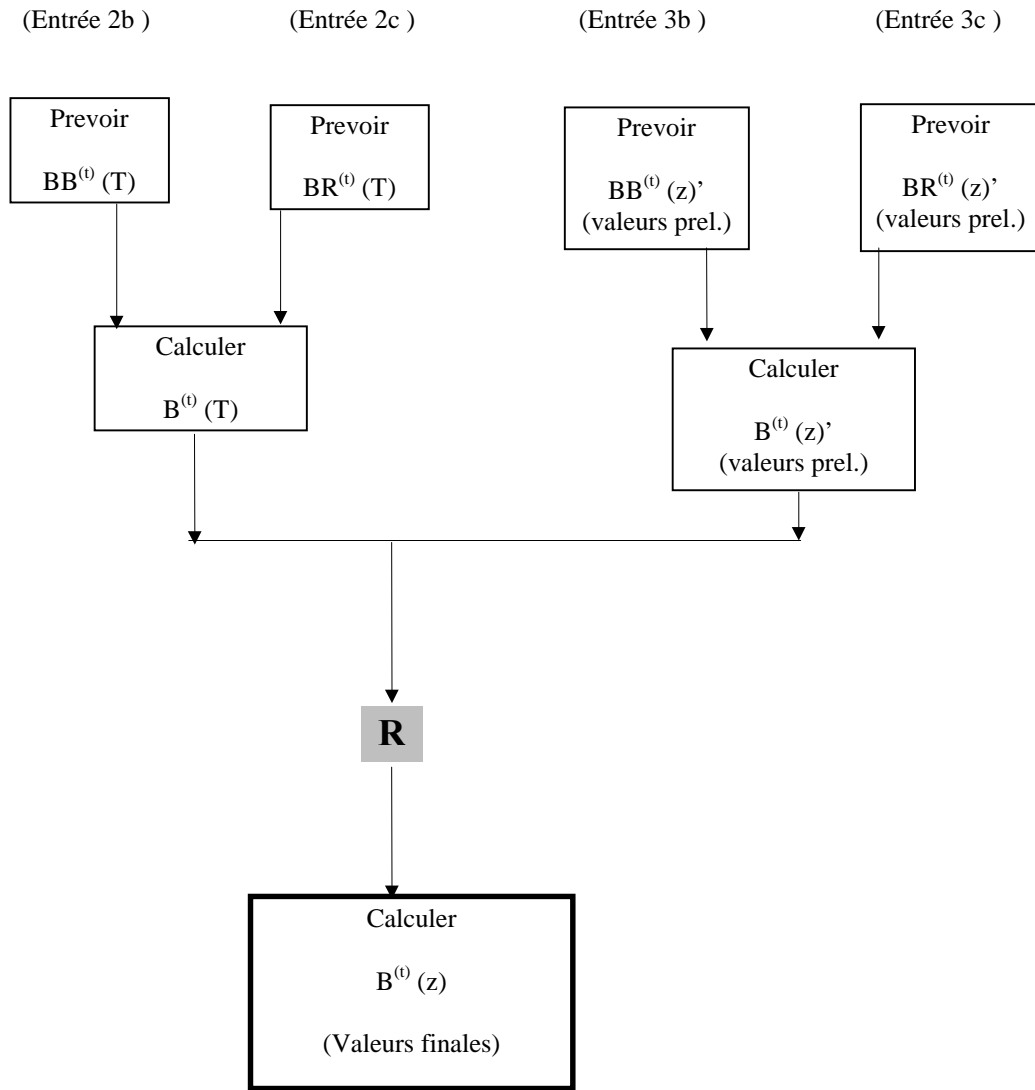 (Entrée 2b )
(Entrée 2c )
(Entrée 3b )
(Entrée 3c )
Prevoir
BB(t) (T)
Prevoir
BR(t) (T)
Prevoir
BB(t) (z)’
(valeurs prel.)
Prevoir
BR(t) (z)’
(valeurs prel.)
Calculer
B(t) (T)
Calculer
B(t) (z)’
(valeurs prel.)
R
Calculer
B(t) (z)
(Valeurs finales)